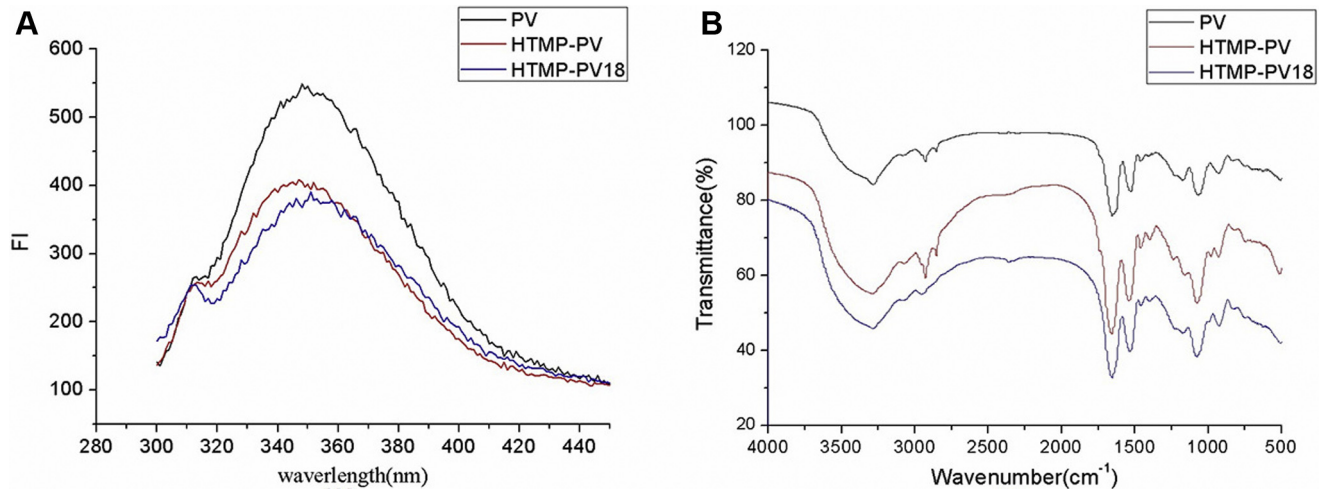 A
PV
HTMP-PV
HTMP-PV18
600
500
400
300
200
100
FI
280 300 320 340 360 380 400 420 440
waverlength(nm)
B
PV
HTMP-PV
HTMP-PV18
120
100
80
60
40
20
Transmittance(%)
4000 3500 3000 2500 2000 1500 1000 500
Wavenumber(cm⁻¹)